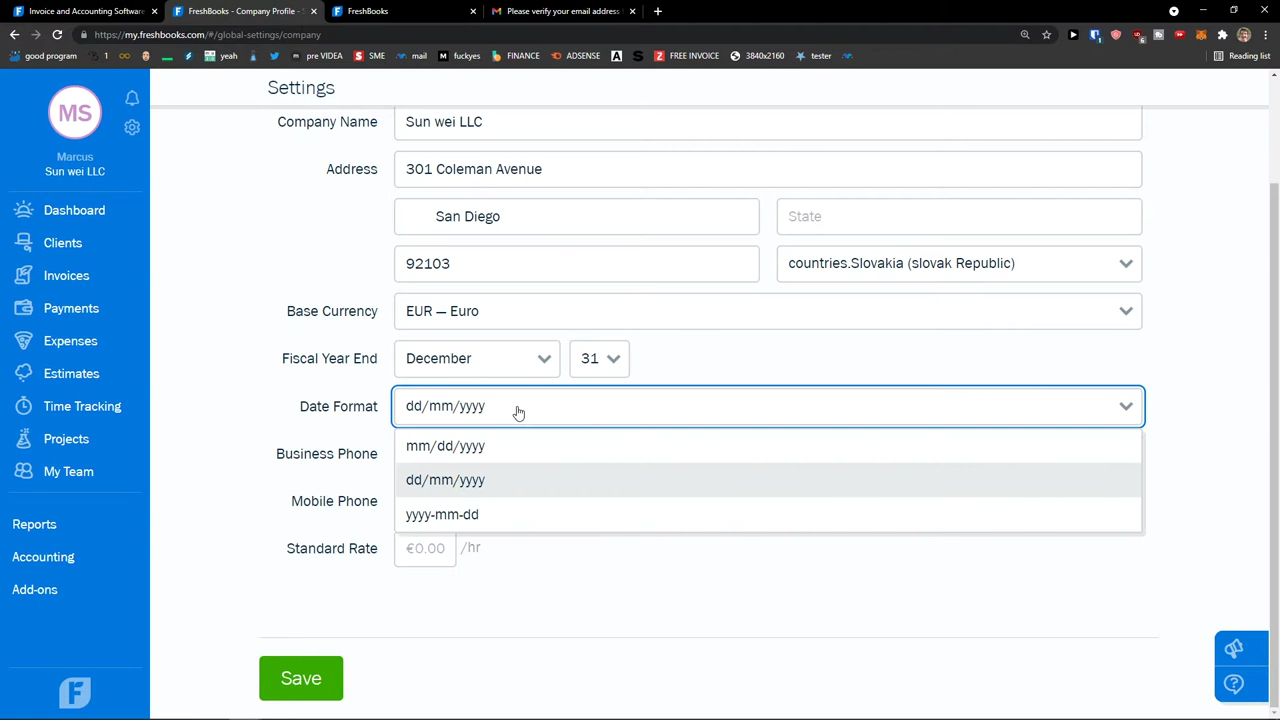 Invoice and Accounting Software
FreshBooks - Company Profile - S
FreshBooks
Please verify your email address
https://my.freshbooks.com/#/global-settings/company
good program
1
yeah
pre VIDEA
SME
mail
fuckyes
FINANCE
ADSENSE
FREE INVOICE
3840x2160
tester
Reading list
MS
Marcus
Sun wei LLC
Dashboard
Clients
Invoices
Payments
Expenses
Estimates
Time Tracking
Projects
My Team
Reports
Accounting
Add-ons
Settings
Company Name
Sun wei LLC
Address
301 Coleman Avenue
San Diego
State
92103
countries.Slovakia (slovak Republic)
Base Currency
EUR — Euro
Fiscal Year End
December
31
Date Format
dd/mm/yyyy
mm/dd/yyyy
Business Phone
dd/mm/yyyy
Mobile Phone
yyyy-mm-dd
Standard Rate
€0.00
/hr
Save